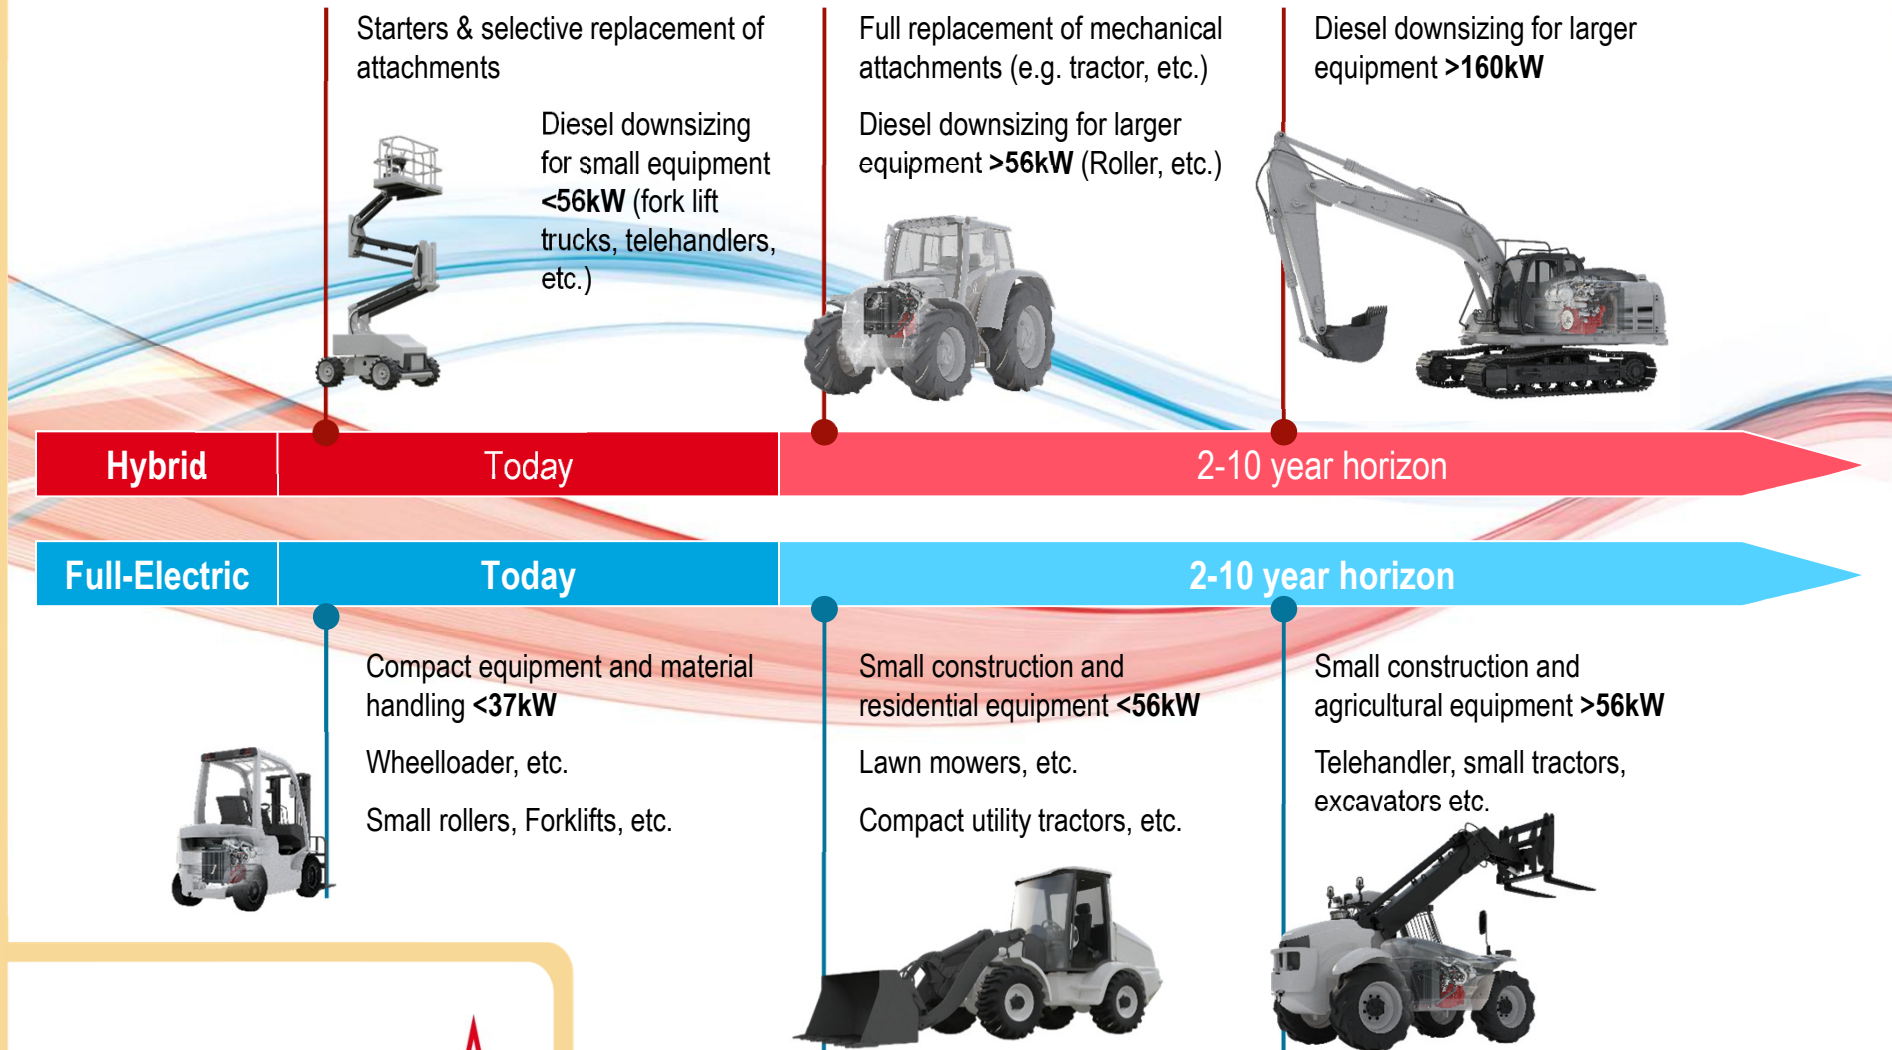 Starters & selective replacement of
attachments
Diesel downsizing
for small equipment
<56kW (fork lift
trucks, telehandlers,
etc.)
Full replacement of mechanical
attachments (e.g. tractor, etc.)
Diesel downsizing for larger
equipment >56kW (Roller, etc.)
Diesel downsizing for larger
equipment >160kW
Hybrid
Today
2-10 year horizon
Full-Electric
Today
2-10 year horizon
Compact equipment and material
handling <37kW
Wheelloader, etc.
Small rollers, Forklifts, etc.
Small construction and
residential equipment <56kW
Lawn mowers, etc.
Compact utility tractors, etc.
Small construction and
agricultural equipment >56kW
Telehandler, small tractors,
excavators etc.